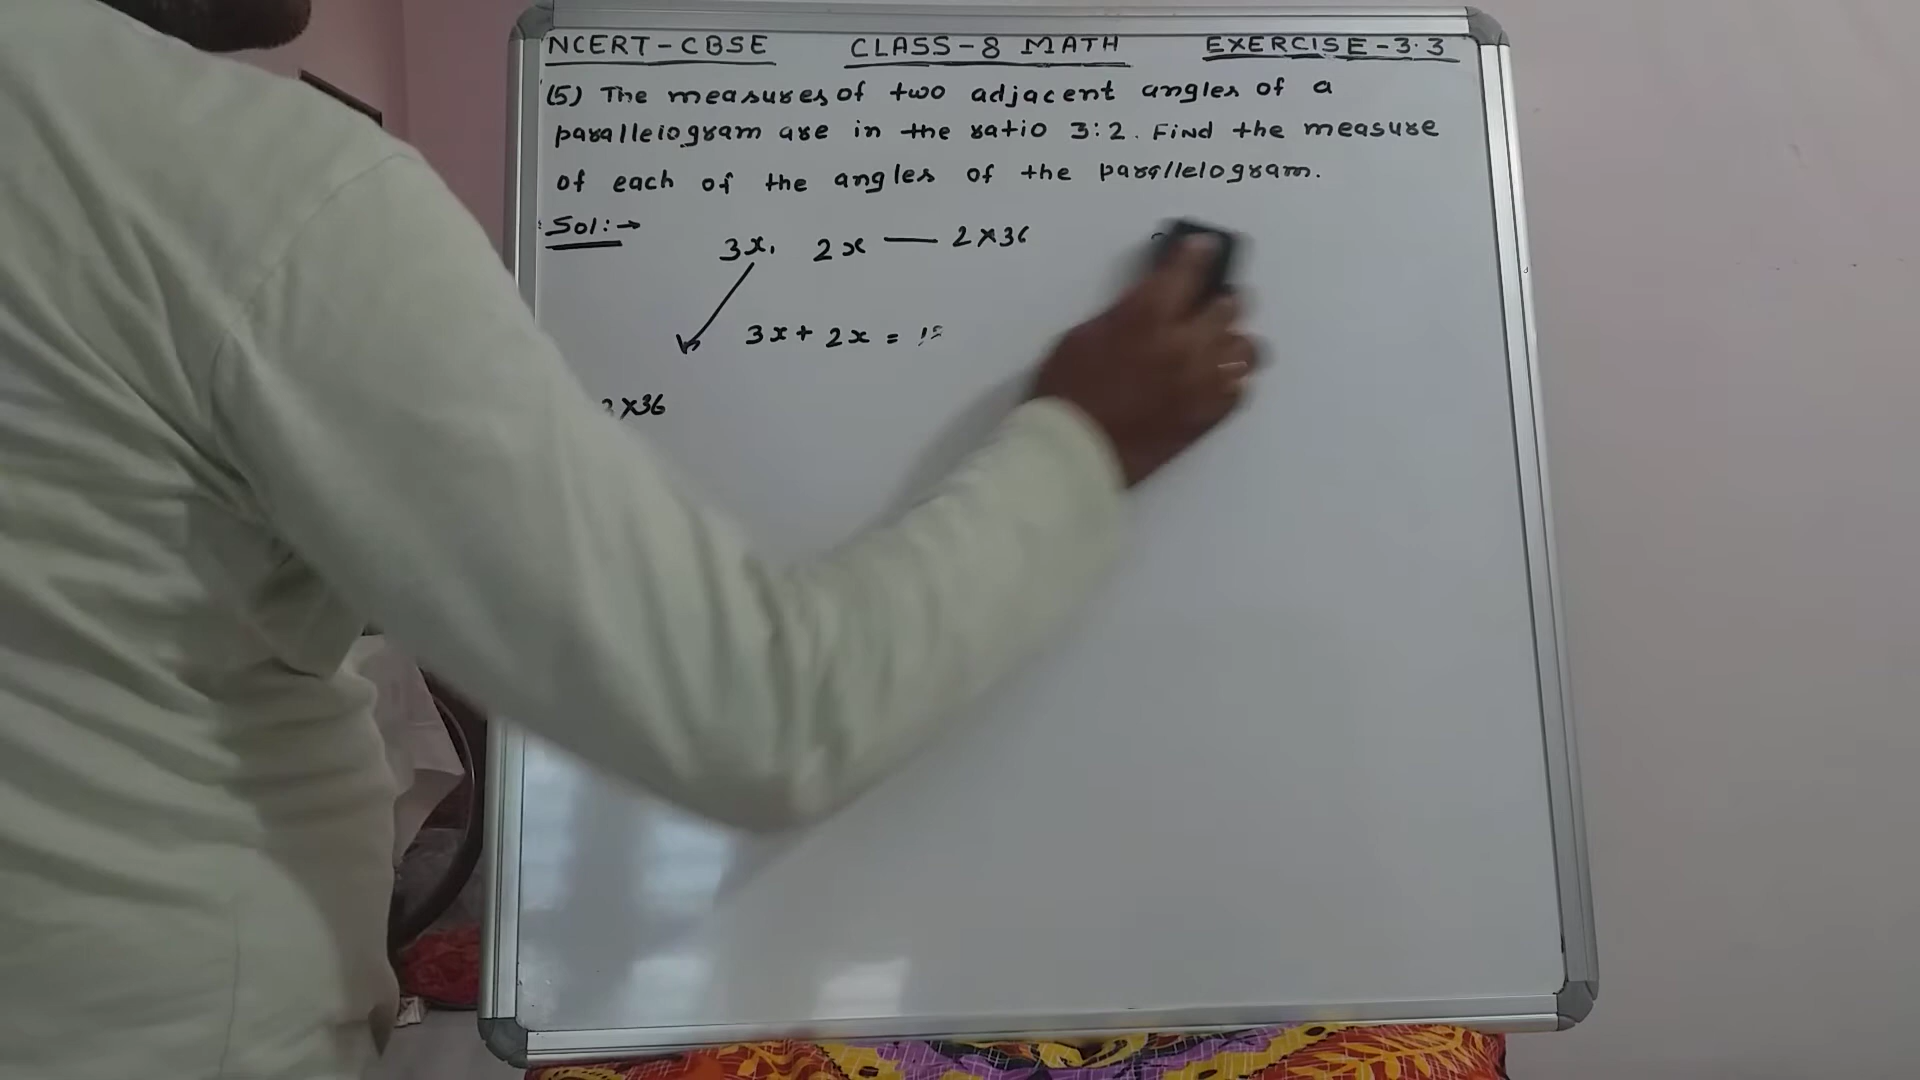 NCERT-CBSE CLASS-8 MATH EXERCISE-3.3
(5) The measures of two adjacent angles of a
parallelogram are in the ratio 3:2. Find the measure
of each of the angles of the parallelogram.
Sol:→
3x, 2x — 2×36
3x + 2x =
×36